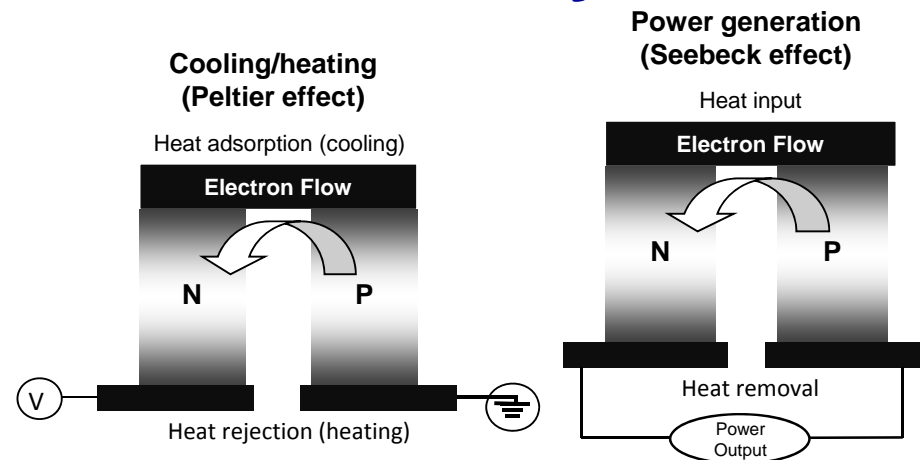 Cooling/heating
(Peltier effect)
Heat adsorption (cooling)
Electron Flow
N
P
V
Heat rejection (heating)
Power generation
(Seebeck effect)
Heat input
Electron Flow
N
P
Heat removal
Power
Output